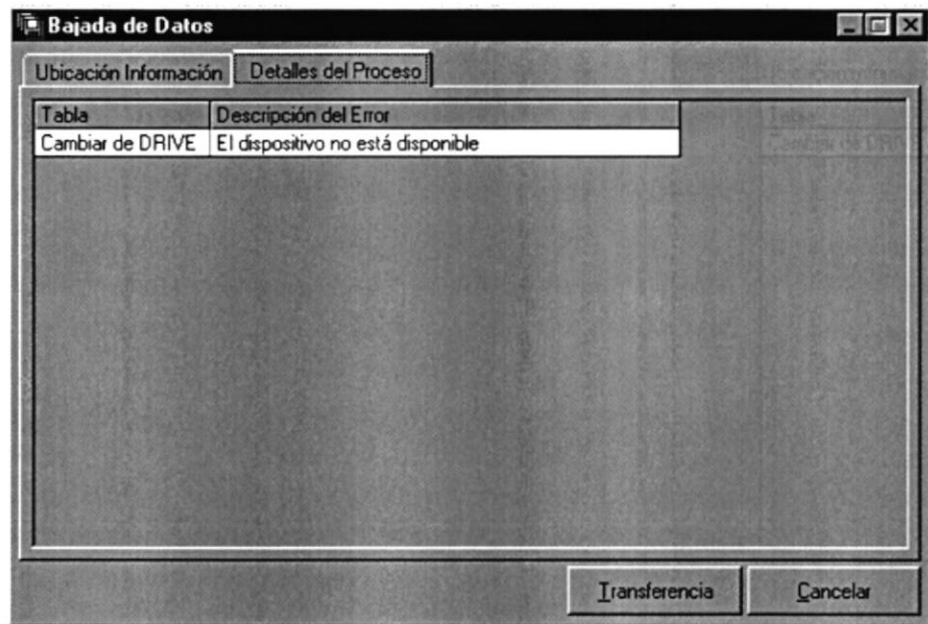 Bajada de Datos
Ubicación Información Detalles del Proceso
Tabla Descripción del Error
Cambiar de DRIVE El dispositivo no está disponible
Transferencia Cancelar